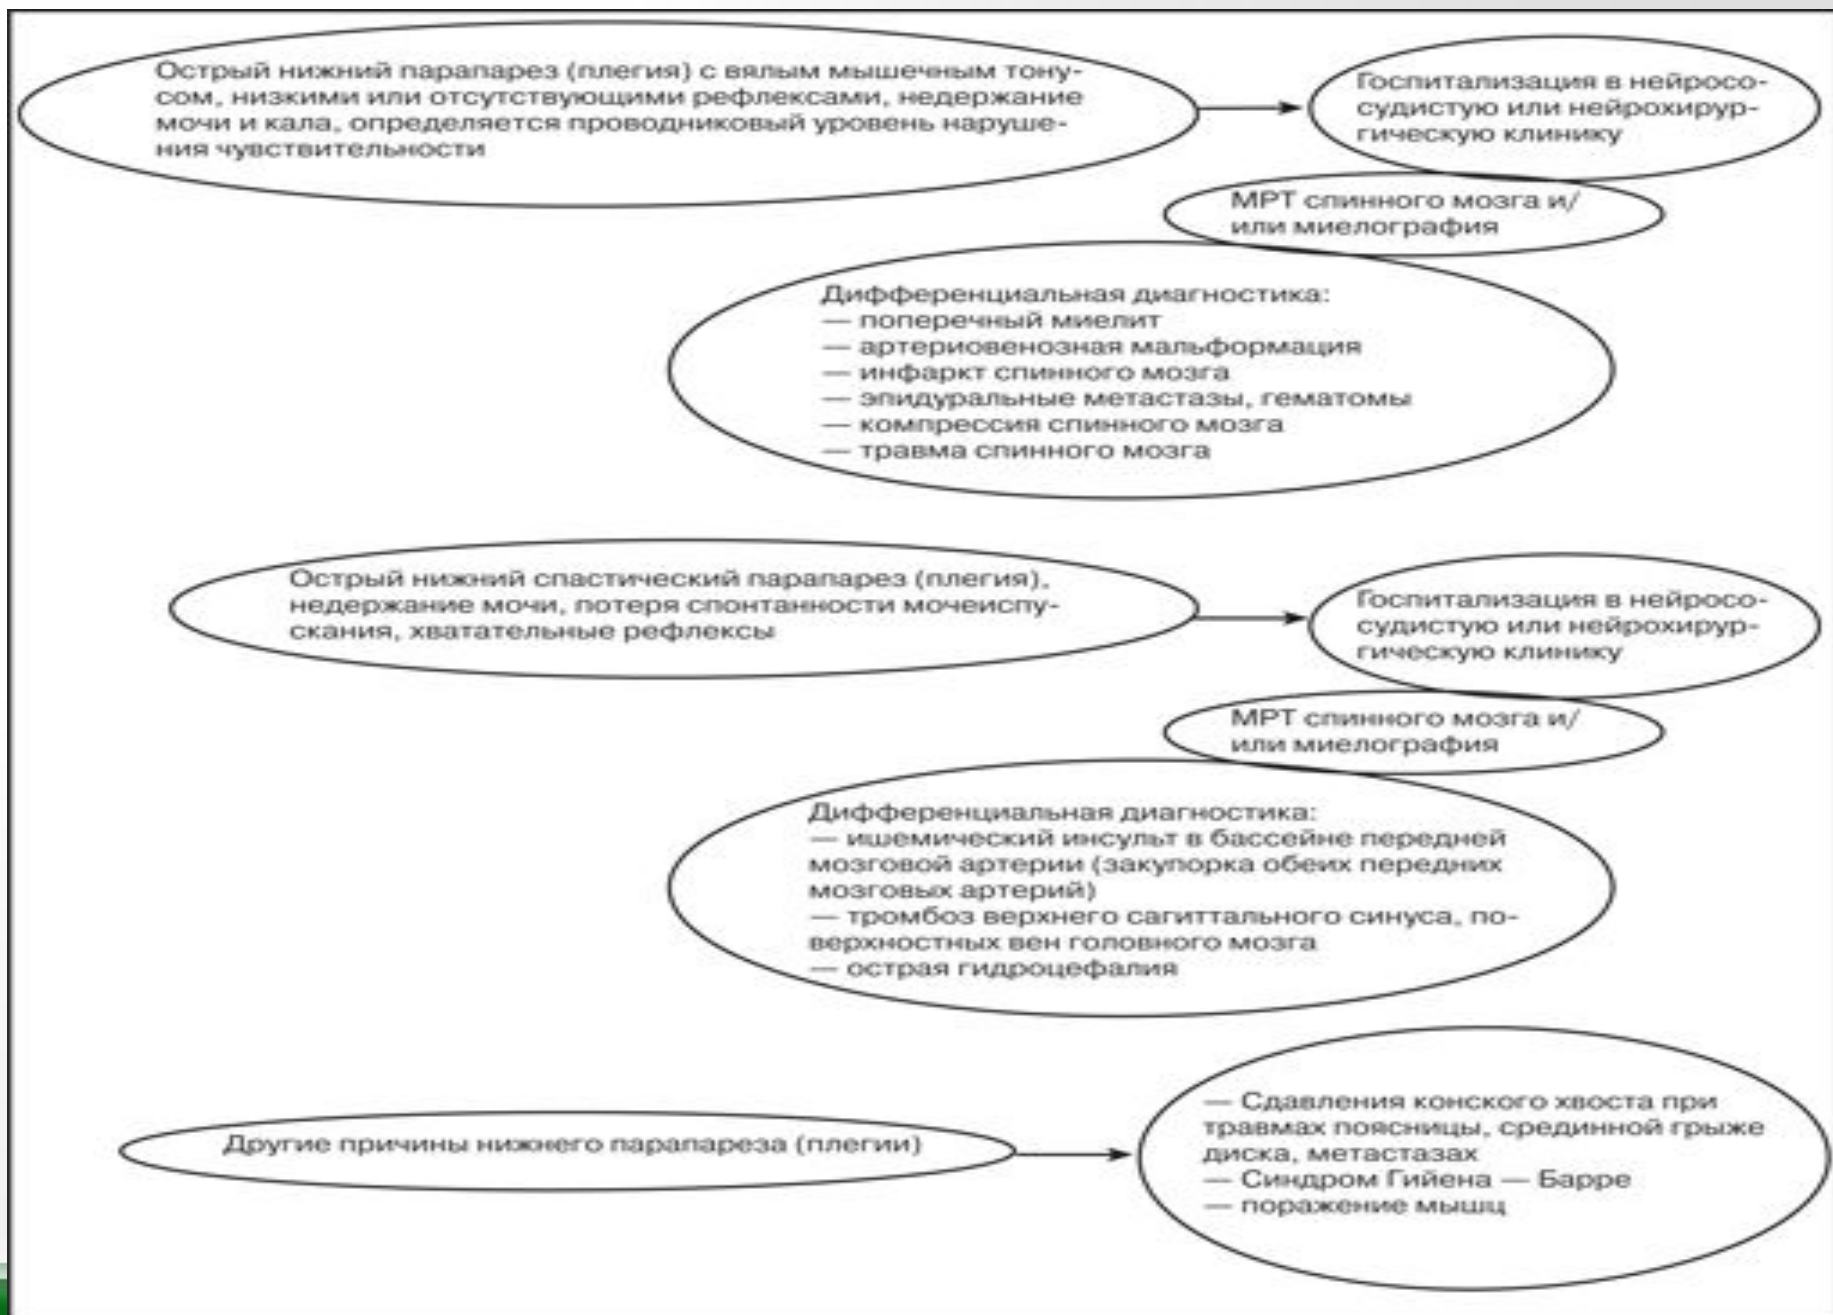 Острый нижний парапарез (плегия) с вялым мышечным тону-
сом, низкими или отсутствующими рефлексами, недержание
мочи и кала, определяется проводниковый уровень наруше-
ния чувствительности
Госпитализация в нейросо-
судистую или нейрохирур-
гическую клинику
МРТ спинного мозга и/
или миелография
Дифференциальная диагностика:
— поперечный миелит
— артериовенозная мальформация
— инфаркт спинного мозга
— эпидуральные метастазы, гематомы
— компрессия спинного мозга
— травма спинного мозга
Острый нижний спастический парапарез (плегия),
недержание мочи, потеря спонтанности мочеиспу-
скания, хватательные рефлексы
Госпитализация в нейросо-
судистую или нейрохирур-
гическую клинику
МРТ спинного мозга и/
или миелография
Дифференциальная диагностика:
— ишемический инсульт в бассейне передней
мозговой артерии (закупорка обеих передних
мозговых артерий)
— тромбоз верхнего сагиттального синуса, по-
верхностных вен головного мозга
— острая гидроцефалия
Другие причины нижнего парапареза (плегии)
— Сдавления конского хвоста при
травмах поясницы, срединной грыже
диска, метастазах
— Синдром Гийена — Барре
— поражение мышц